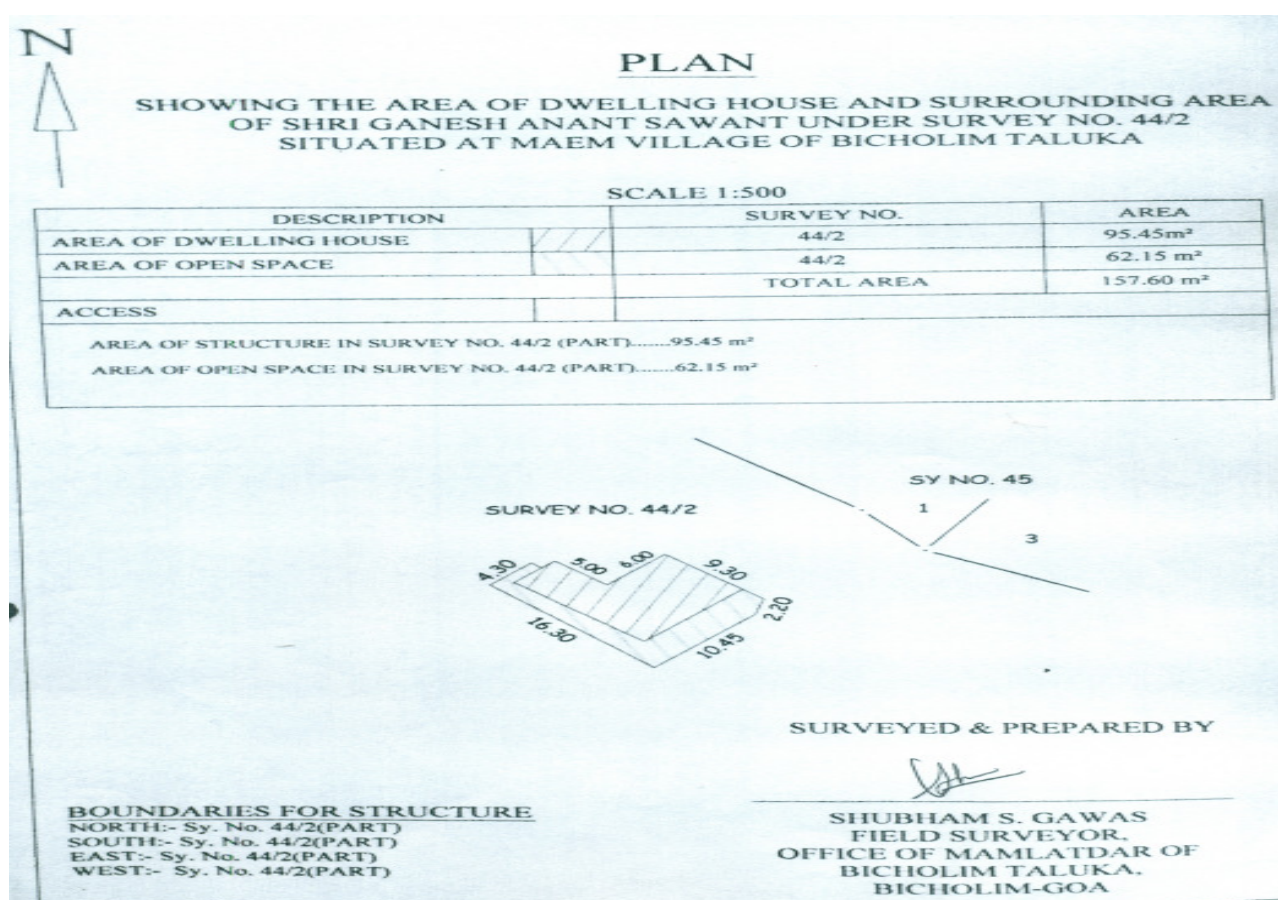 N
PLAN
SHOWING THE AREA OF DWELLING HOUSE AND SURROUNDING AREA
OF SHRI GANESH ANANT SAWANT UNDER SURVEY NO. 44/2
SITUATED AT MAEM VILLAGE OF BICHOLIM TALUKA
SCALE 1:500
DESCRIPTION SURVEY NO. AREA
AREA OF DWELLING HOUSE 44/2 95.45m²
AREA OF OPEN SPACE 44/2 62.15 m²
TOTAL AREA 157.60 m²
ACCESS
AREA OF STRUCTURE IN SURVEY NO. 44/2 (PART).......95.45 m²
AREA OF OPEN SPACE IN SURVEY NO. 44/2 (PART).......62.15 m²
SY NO. 45
1
3
SURVEY NO. 44/2
4.30
5.00
6.00
9.30
2.20
10.45
16.30
SURVEYED & PREPARED BY
BOUNDARIES FOR STRUCTURE
NORTH:- Sy. No. 44/2(PART)
SOUTH:- Sy. No. 44/2(PART)
EAST:- Sy. No. 44/2(PART)
WEST:- Sy. No. 44/2(PART)
SHUBHAM S. GAWAS
FIELD SURVEYOR,
OFFICE OF MAMLATDAR OF
BICHOLIM TALUKA,
BICHOLIM-GOA